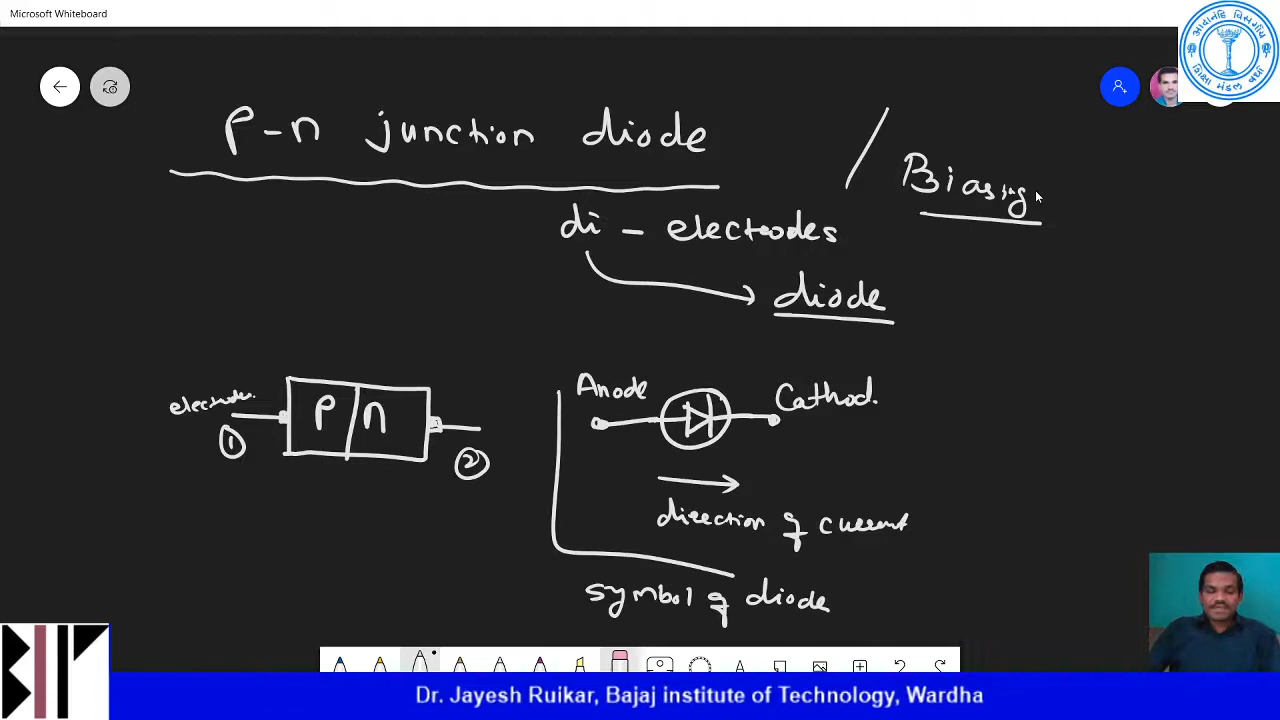 Microsoft Whiteboard
P-n junction diode / Biasing
di - electrodes
diode
electrodes.
P n
1
2
Anode
Cathod.
direction of current
symbol of diode
BIT
Dr. Jayesh Ruikar, Bajaj institute of Technology, Wardha